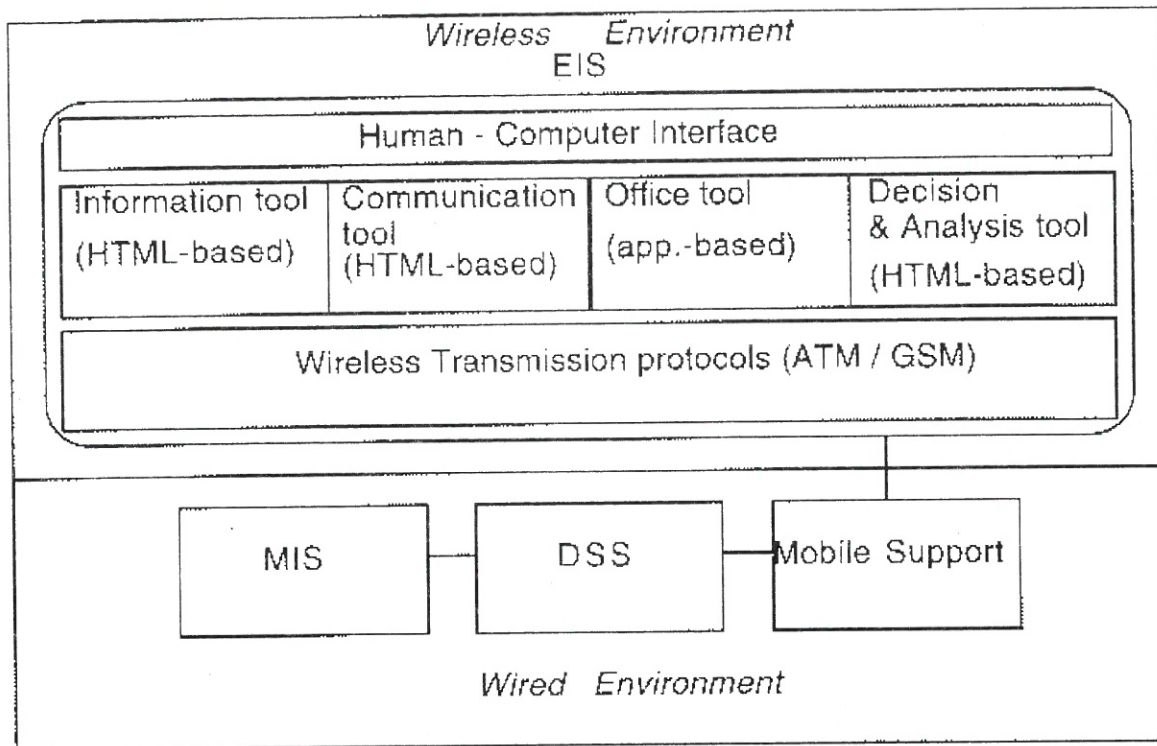 Wireless Environment
EIS
Human - Computer Interface
Information tool
(HTML-based)
Communication
tool
(HTML-based)
Office tool
(app.-based)
Decision
& Analysis tool
(HTML-based)
Wireless Transmission protocols (ATM / GSM)
MIS
DSS
Mobile Support
Wired Environment